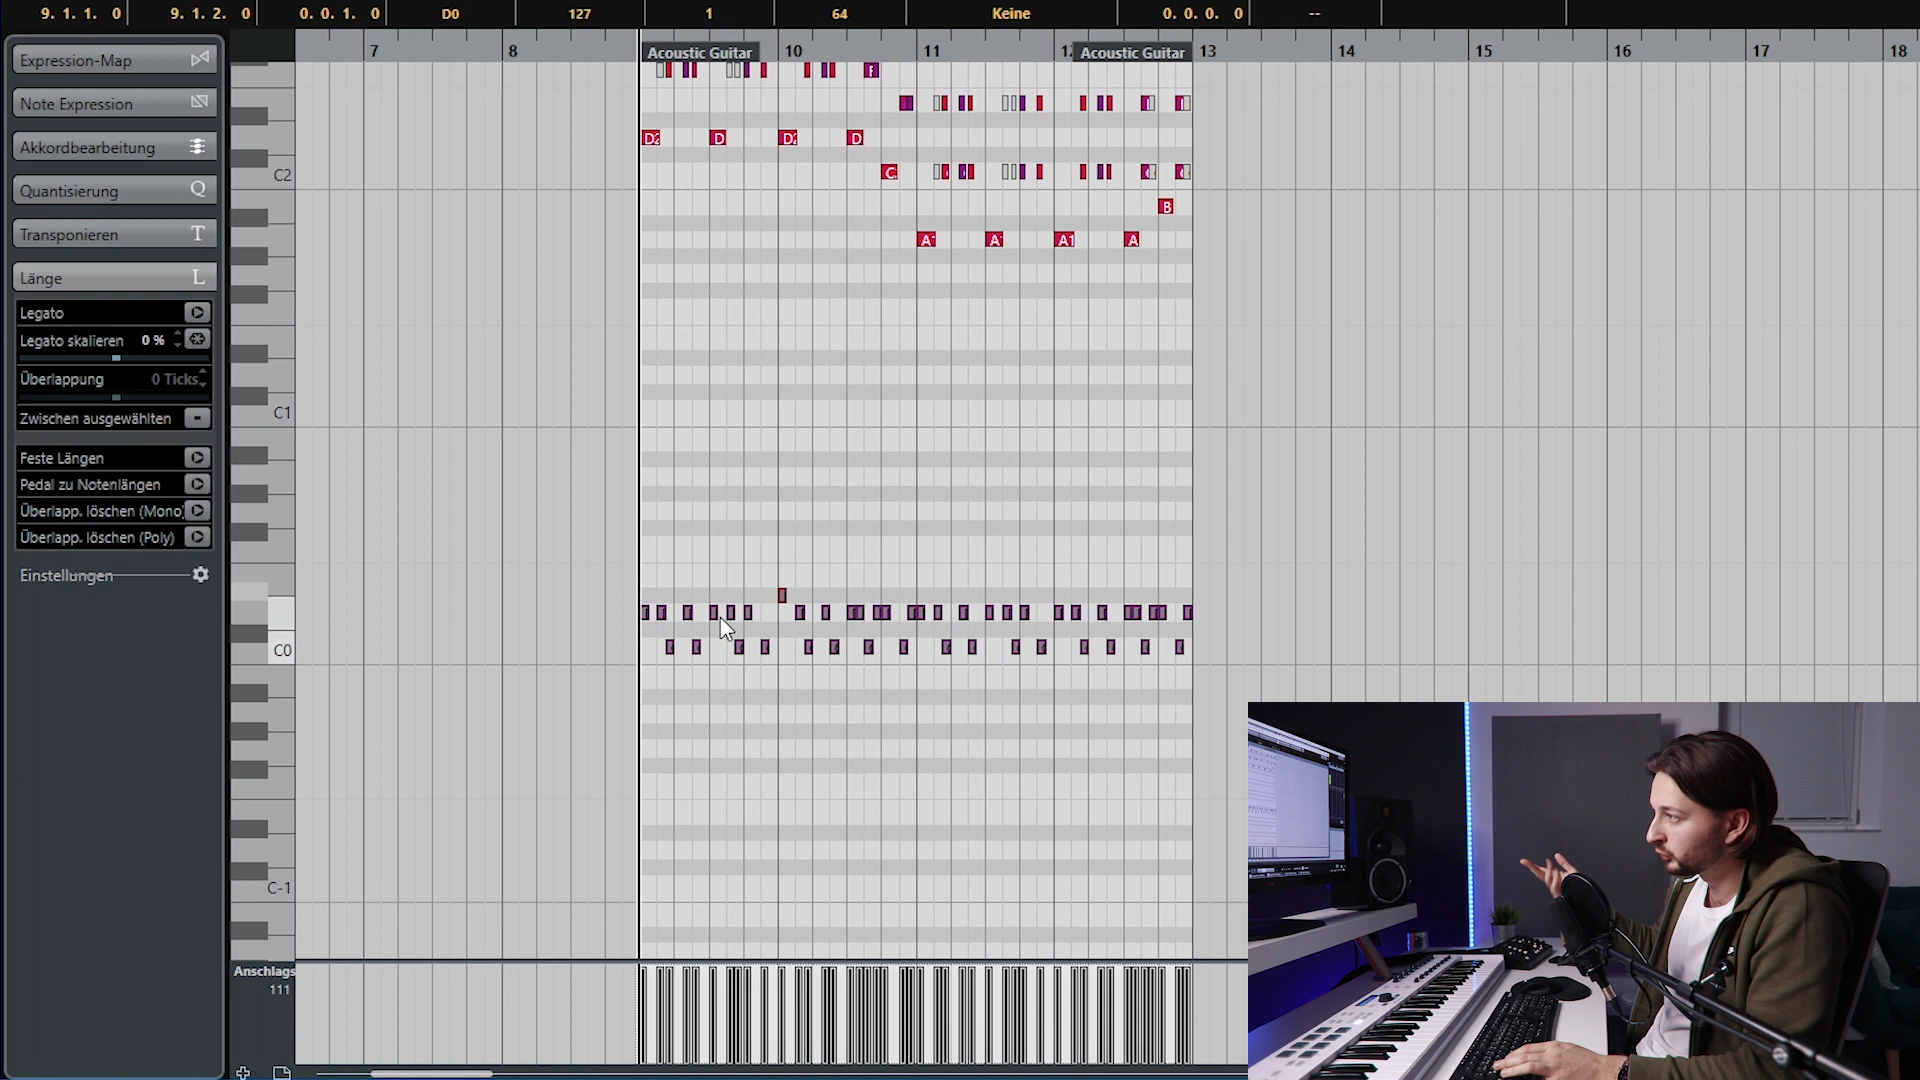 9. 1. 1. 0 9. 1. 2. 0 0. 0. 1. 0 D0 127 1 64 Keine 0. 0. 0. 0 --
7 8 Acoustic Guitar 10 11 Acoustic Guitar 13 14 15 16 17 18
Expression-Map
Note Expression
Akkordbearbeitung
Quantisierung Q
Transponieren T
Länge L
Legato
Legato skalieren 0 %
Überlappung 0 Ticks
Zwischen ausgewählten
Feste Längen
Pedal zu Notenlängen
Überlapp. löschen (Mono)
Überlapp. löschen (Poly)
Einstellungen
D2 D D2 D
C2
C
B
A A A1 A
C1
C0
C-1
Anschlags
111